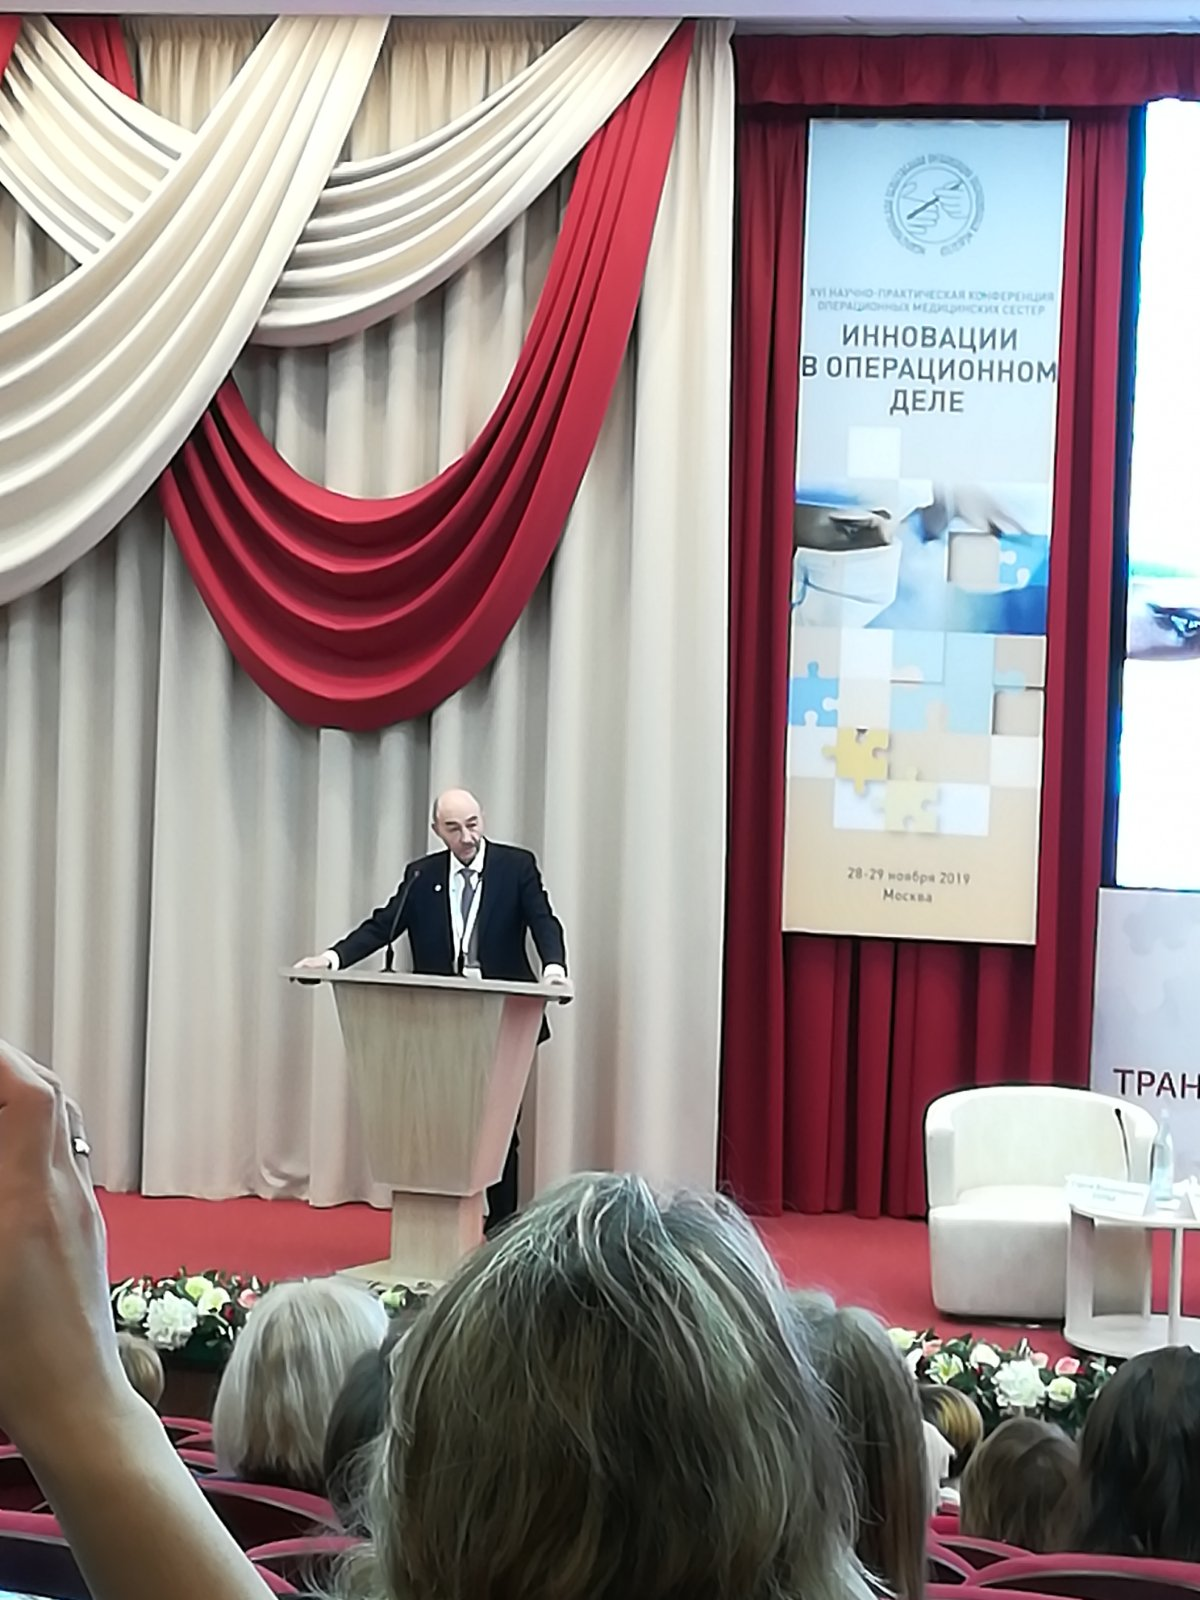 XVI НАУЧНО-ПРАКТИЧЕСКАЯ КОНФЕРЕНЦИЯ
ОПЕРАЦИОННЫХ МЕДИЦИНСКИХ СЕСТЕР
ИННОВАЦИИ
В ОПЕРАЦИОННОМ
ДЕЛЕ
28-29 ноября 2019
Москва
ТРАН